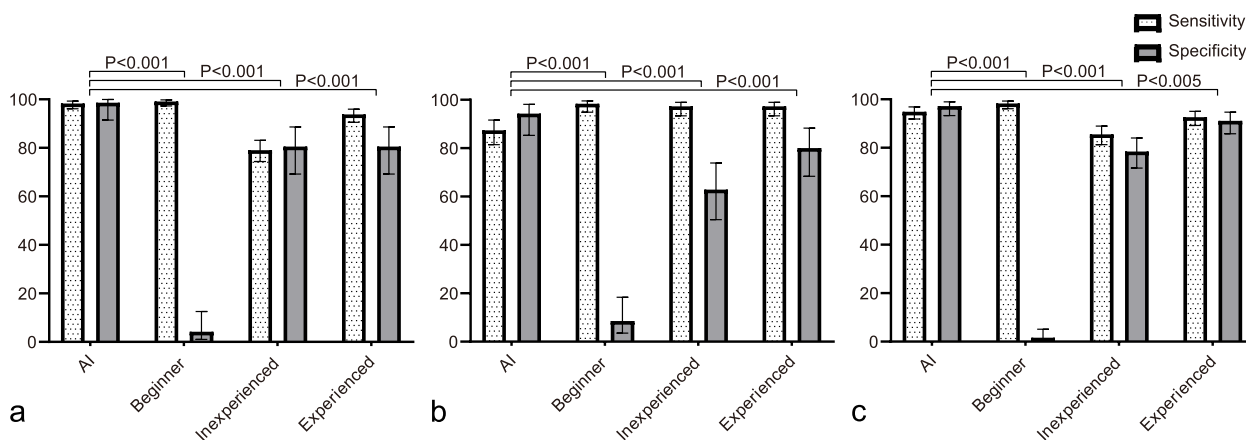 Sensitivity
Specificity
P<0.001
P<0.001
P<0.001
100
80
60
40
20
0
AI
Beginner
Inexperienced
Experienced
a
P<0.001
P<0.001
P<0.001
100
80
60
40
20
0
AI
Beginner
Inexperienced
Experienced
b
P<0.001
P<0.001
P<0.005
100
80
60
40
20
0
AI
Beginner
Inexperienced
Experienced
c